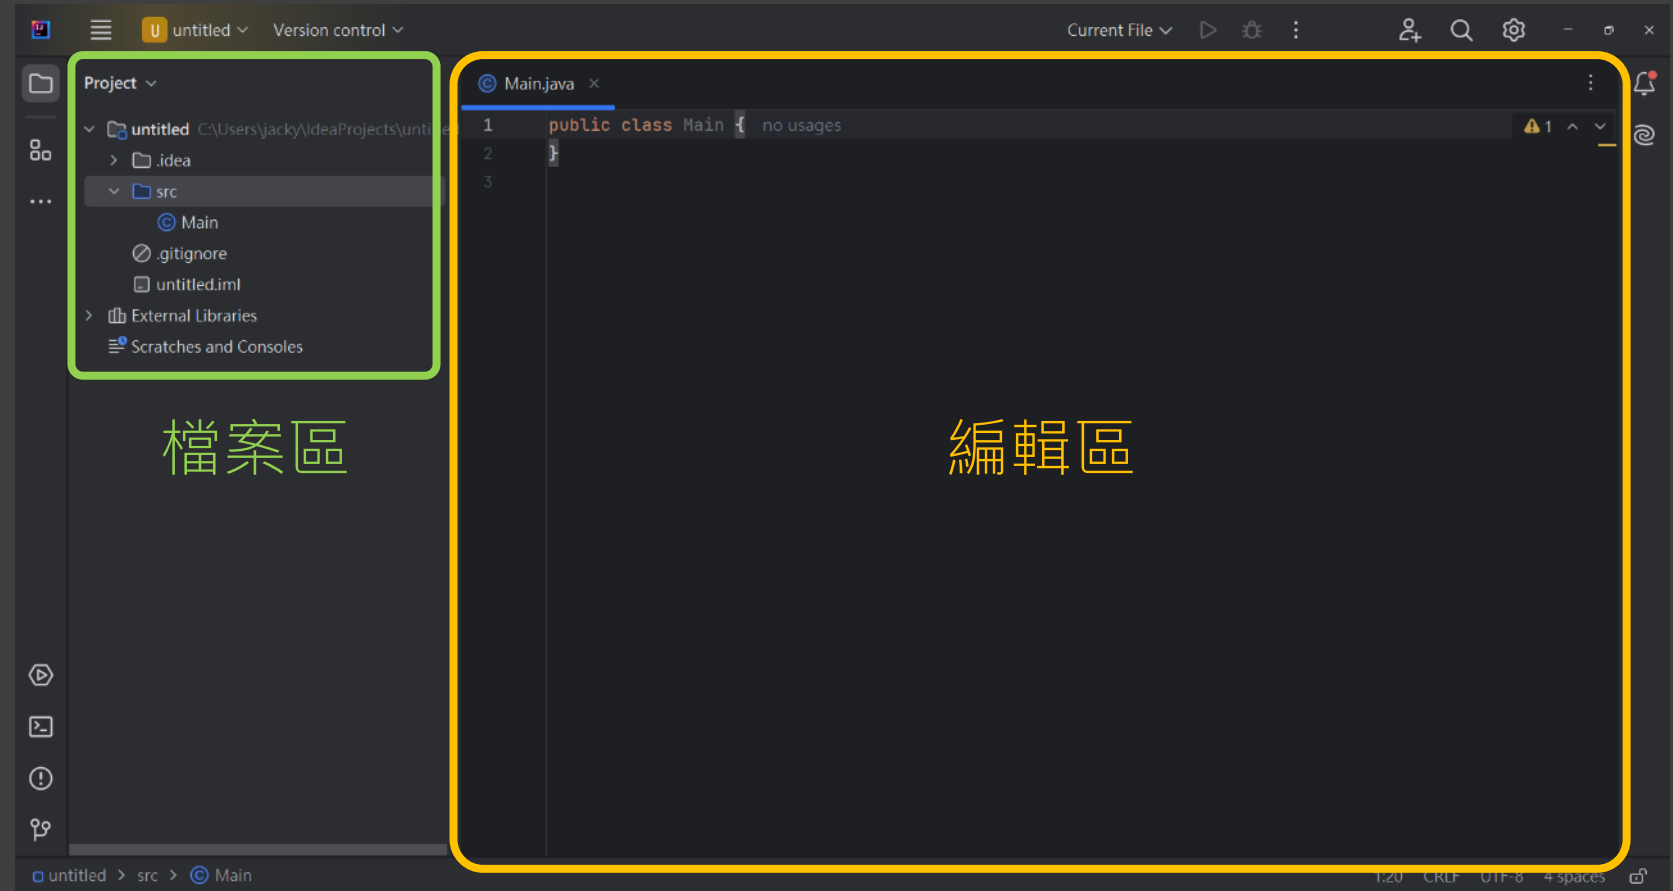 U untitled Version control Current File
Project
untitled C:\Users\jacky\IdeaProjects\unti
.idea
src
Main
.gitignore
untitled.iml
External Libraries
Scratches and Consoles
檔案區
Main.java
1 public class Main { no usages
2 }
3
1
編輯區
untitled > src > Main
1:20 CRLF UTF-8 4 spaces